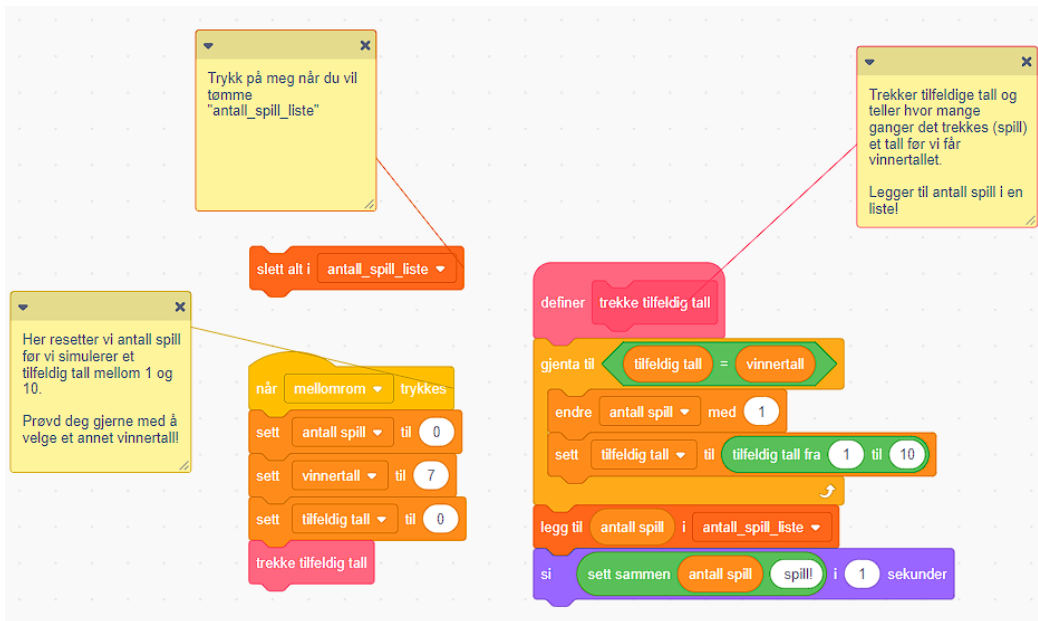 Trykk på meg når du vil
tømme
"antall_spill_liste"
Trekker tilfeldige tall og
teller hvor mange
ganger det trekkes (spill)
et tall før vi får
vinnertallet.
Legger til antall spill i en
liste!
slett alt i antall_spill_liste
Her resetter vi antall spill
før vi simulerer et
tilfeldig tall mellom 1 og
10.
Prøvd deg gjerne med å
velge et annet vinnertall!
når mellomrom trykkes
sett antall spill til 0
sett vinnertall til 7
sett tilfeldig tall til 0
trekke tilfeldig tall
definer trekke tilfeldig tall
gjenta til tilfeldig tall = vinnertall
endre antall spill med 1
sett tilfeldig tall til tilfeldig tall fra 1 til 10
legg til antall spill i antall_spill_liste
si sett sammen antall spill spill! i 1 sekunder